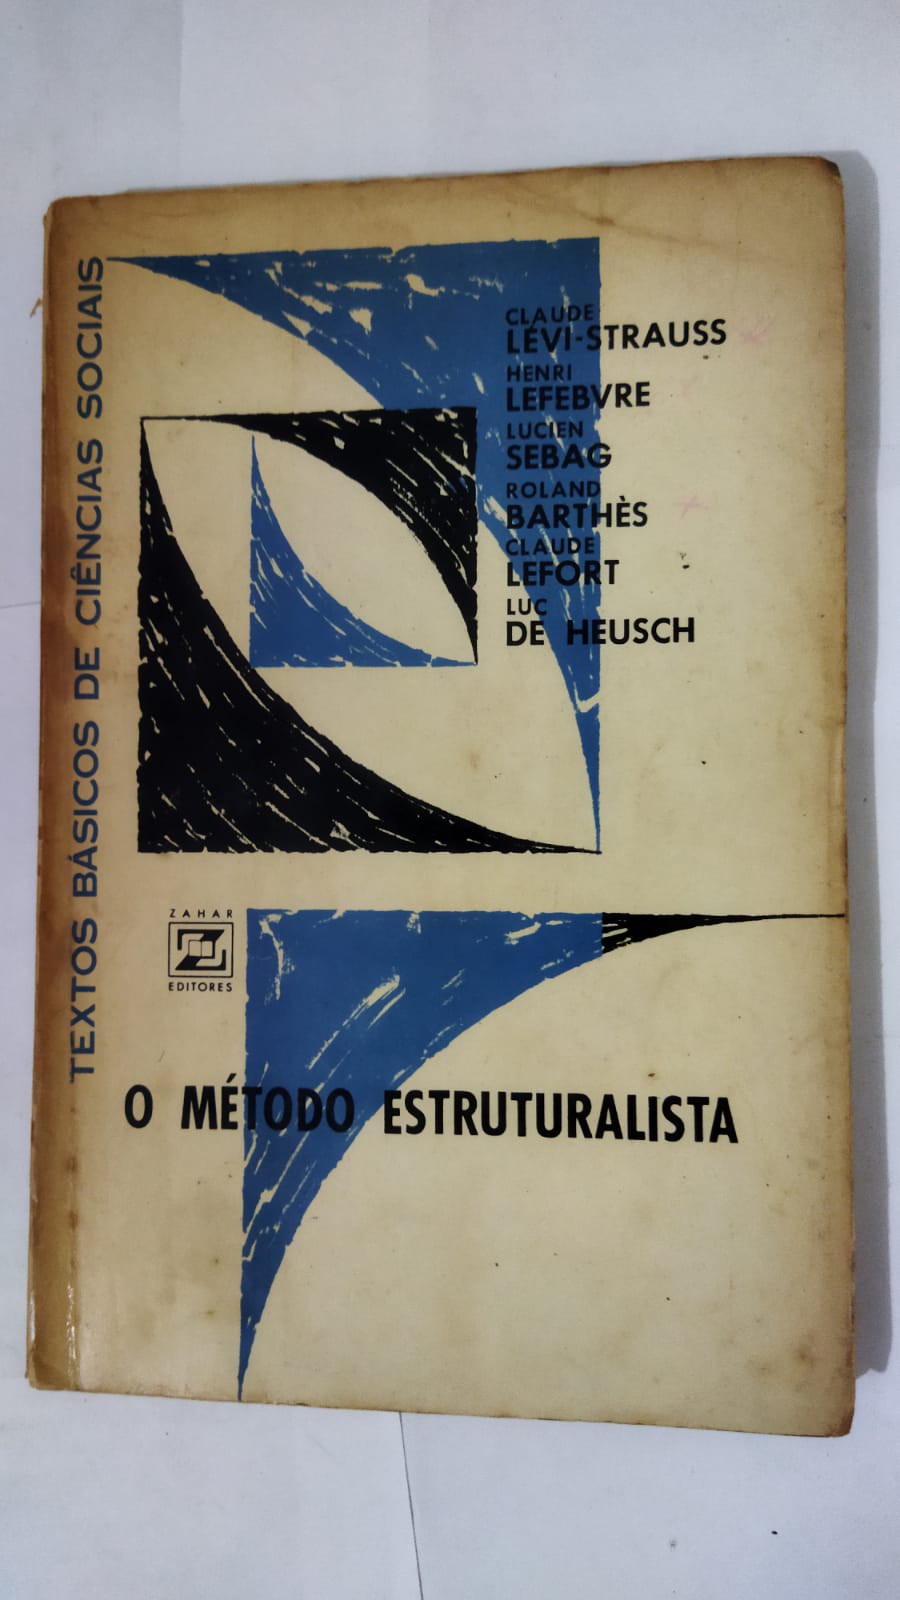 TEXTOS BÁSICOS DE CIÊNCIAS SOCIAIS
CLAUDE
LÉVI-STRAUSS
HENRI
LEFEBVRE
LUCIEN
SEBAG
ROLAND
BARTHÈS
CLAUDE
LEFORT
LUC
DE HEUSCH
ZAHAR
EDITORES
O MÉTODO ESTRUTURALISTA